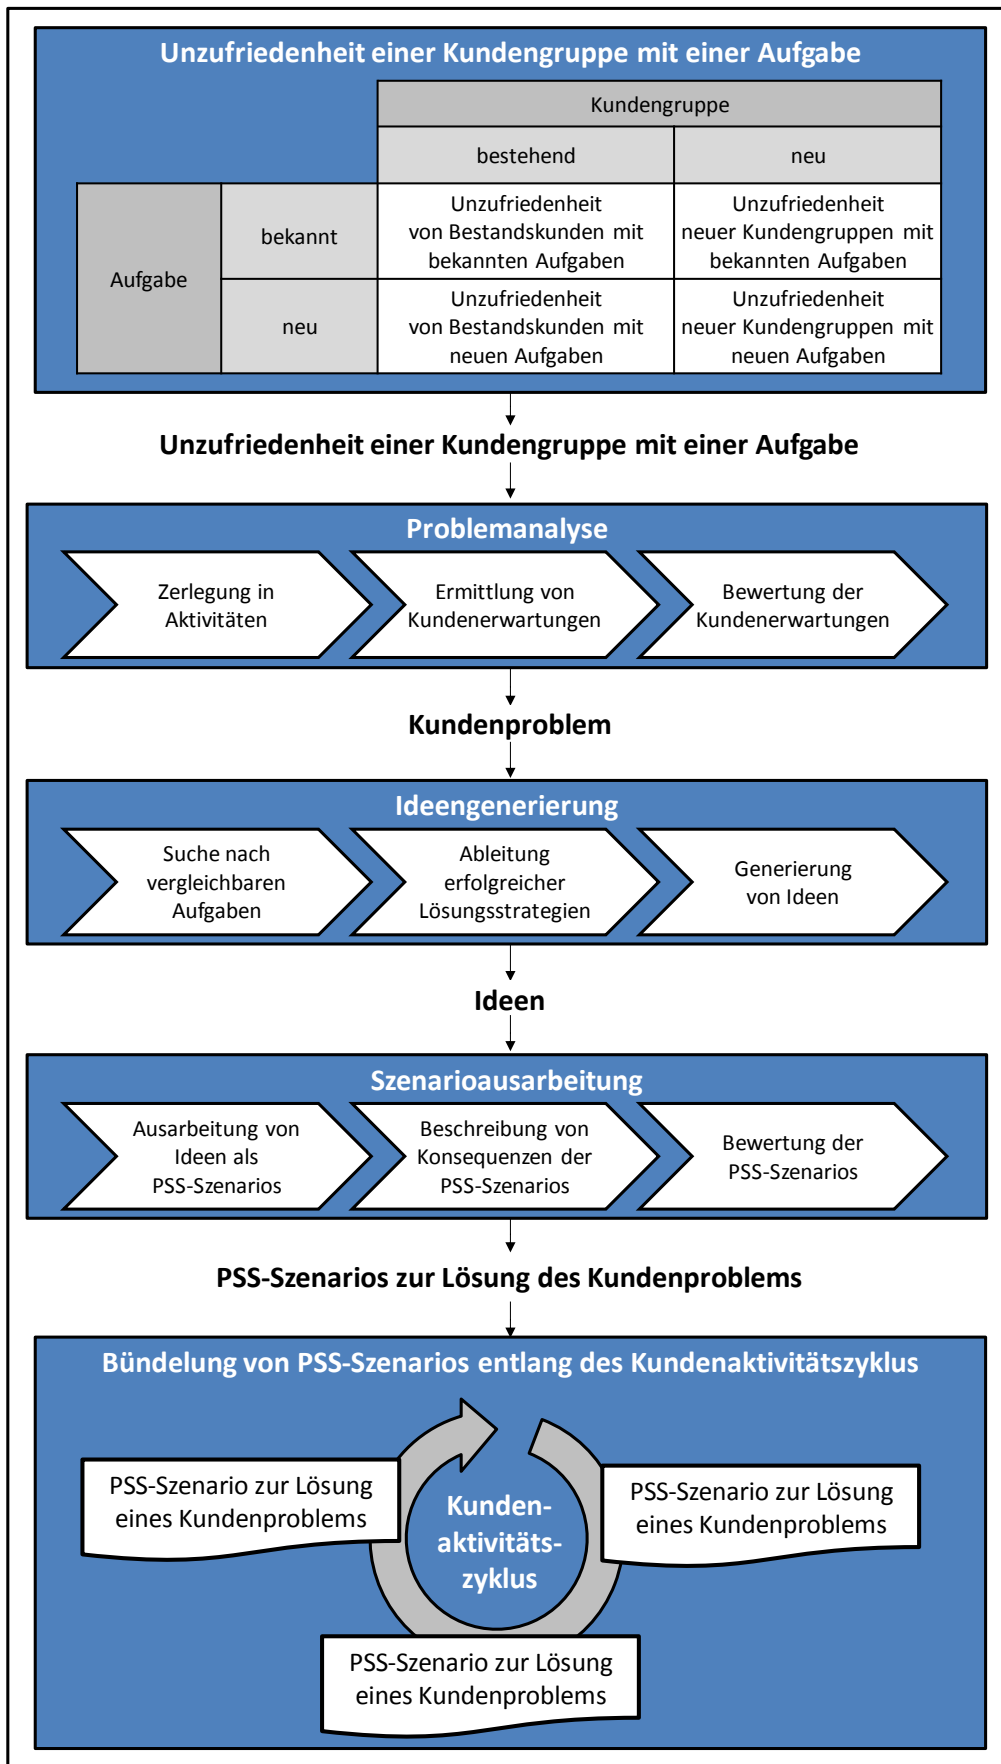 Unzufriedenheit einer Kundengruppe mit einer Aufgabe
Kundengruppe
bestehend
neu
Aufgabe
bekannt
Unzufriedenheit
von Bestandskunden mit
bekannten Aufgaben
Unzufriedenheit
neuer Kundengruppen mit
bekannten Aufgaben
neu
Unzufriedenheit
von Bestandskunden mit
neuen Aufgaben
Unzufriedenheit
neuer Kundengruppen mit
neuen Aufgaben
Unzufriedenheit einer Kundengruppe mit einer Aufgabe
Problemanalyse
Zerlegung in
Aktivitäten
Ermittlung von
Kundenerwartungen
Bewertung der
Kundenerwartungen
Kundenproblem
Ideengenerierung
Suche nach
vergleichbaren
Aufgaben
Ableitung
erfolgreicher
Lösungsstrategien
Generierung
von Ideen
Ideen
Szenarioausarbeitung
Ausarbeitung von
Ideen als
PSS-Szenarios
Beschreibung von
Konsequenzen der
PSS-Szenarios
Bewertung der
PSS-Szenarios
PSS-Szenarios zur Lösung des Kundenproblems
Bündelung von PSS-Szenarios entlang des Kundenaktivitätszyklus
PSS-Szenario zur Lösung
eines Kundenproblems
Kunden-
aktivitäts-
zyklus
PSS-Szenario zur Lösung
eines Kundenproblems
PSS-Szenario zur Lösung
eines Kundenproblems